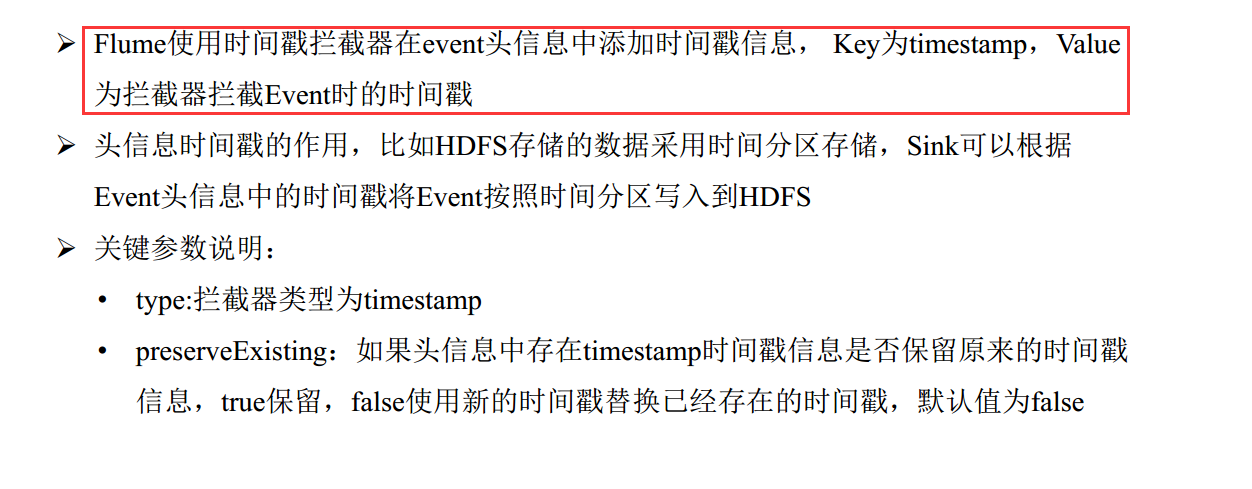 ➢ Flume使用时间戳拦截器在event头信息中添加时间戳信息， Key为timestamp，Value
为拦截器拦截Event时的时间戳
➢ 头信息时间戳的作用，比如HDFS存储的数据采用时间分区存储，Sink可以根据
Event头信息中的时间戳将Event按照时间分区写入到HDFS
➢ 关键参数说明：
• type:拦截器类型为timestamp
• preserveExisting：如果头信息中存在timestamp时间戳信息是否保留原来的时间戳
信息，true保留，false使用新的时间戳替换已经存在的时间戳，默认值为false